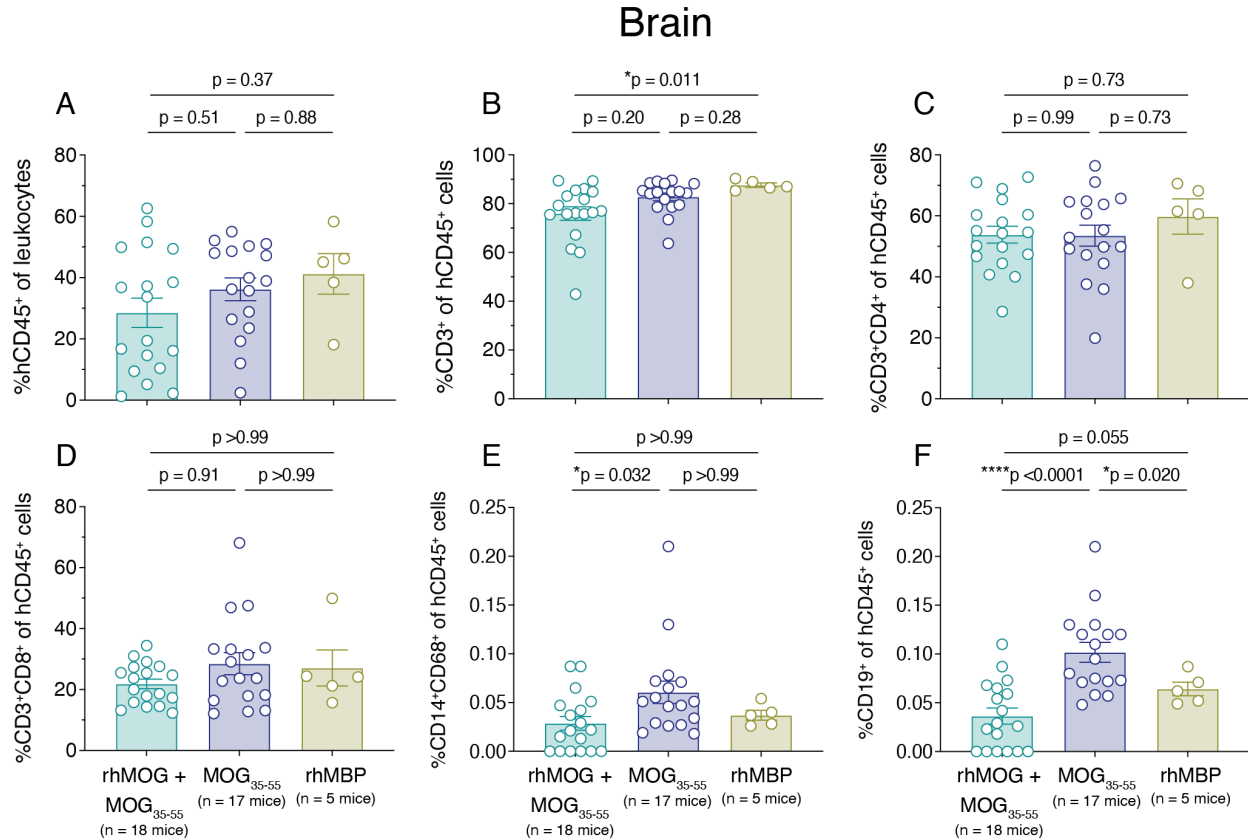 Brain
A
p = 0.37
p = 0.51
p = 0.88
%hCD45⁺ of leukocytes
80
60
40
20
0
B
*p = 0.011
p = 0.20
p = 0.28
%CD3⁺ of hCD45⁺ cells
100
80
60
40
20
0
C
p = 0.73
p = 0.99
p = 0.73
%CD3⁺CD4⁺ of hCD45⁺ cells
80
60
40
20
0
D
p >0.99
p = 0.91
p >0.99
%CD3⁺CD8⁺ of hCD45⁺ cells
80
60
40
20
0
rhMOG +
MOG₃₅₋₅₅
(n = 18 mice)
MOG₃₅₋₅₅
(n = 17 mice)
rhMBP
(n = 5 mice)
E
p >0.99
*p = 0.032
p >0.99
%CD14⁺CD68⁺ of hCD45⁺ cells
0.25
0.20
0.15
0.10
0.05
0.00
rhMOG +
MOG₃₅₋₅₅
(n = 18 mice)
MOG₃₅₋₅₅
(n = 17 mice)
rhMBP
(n = 5 mice)
F
p = 0.055
****p <0.0001
*p = 0.020
%CD19⁺ of hCD45⁺ cells
0.25
0.20
0.15
0.10
0.05
0.00
rhMOG +
MOG₃₅₋₅₅
(n = 18 mice)
MOG₃₅₋₅₅
(n = 17 mice)
rhMBP
(n = 5 mice)